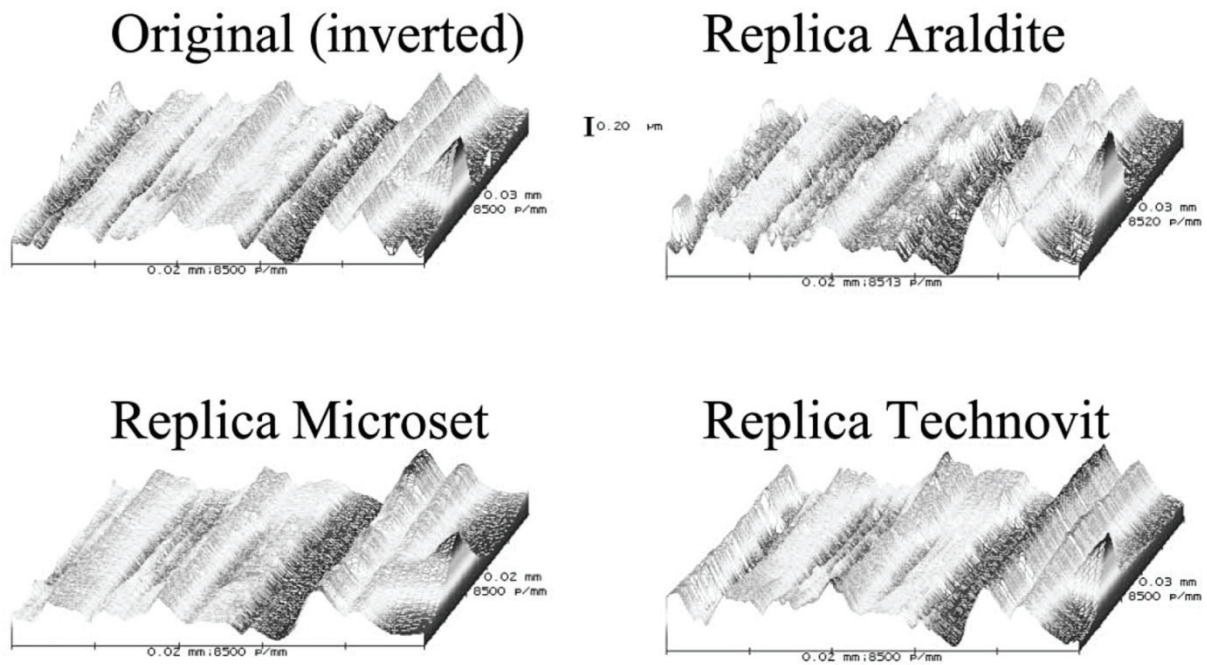 Original (inverted)
Replica Araldite
0.20 µm
0.03 mm
8500 P/mm
0.02 mm;8500 P/mm
0.03 mm
8520 P/mm
0.02 mm;8513 P/mm
Replica Microset
Replica Technovit
0.02 mm
8500 P/mm
0.02 mm;8500 P/mm
0.03 mm
8500 P/mm
0.02 mm;8500 P/mm